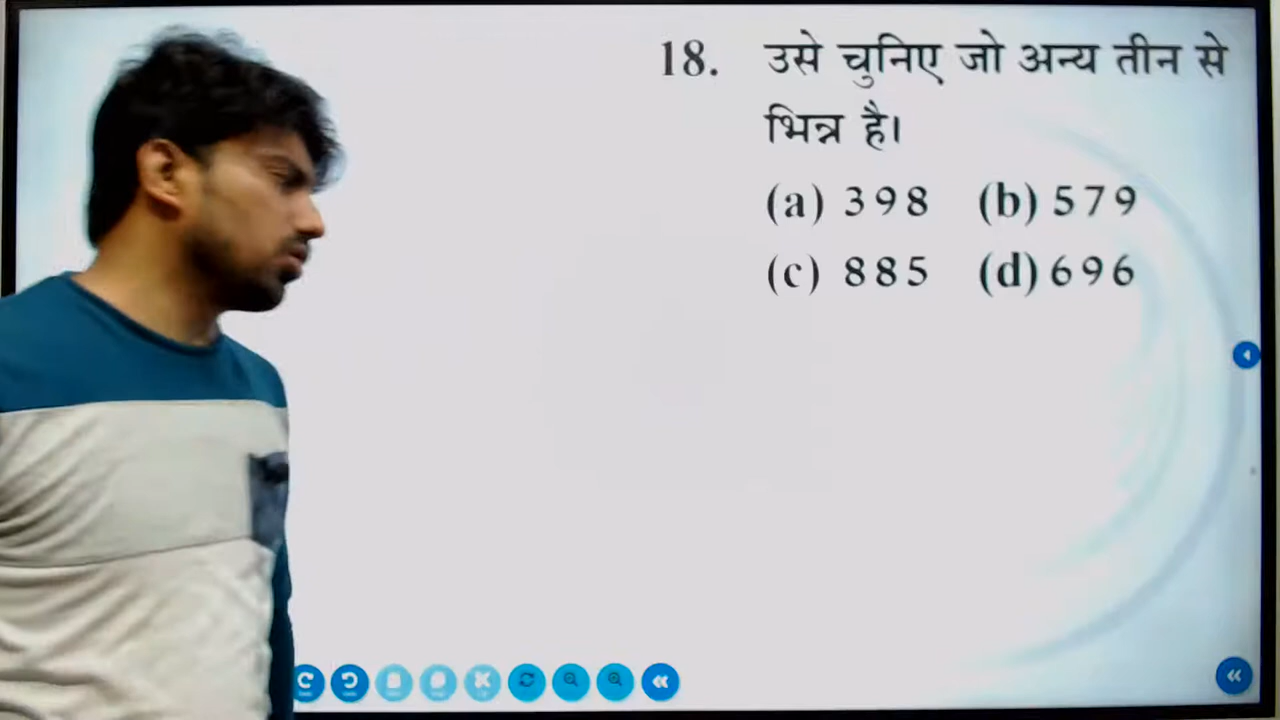 18. उसे चुनिए जो अन्य तीन से
भिन्न है।
(a) 398 (b) 579
(c) 885 (d) 696